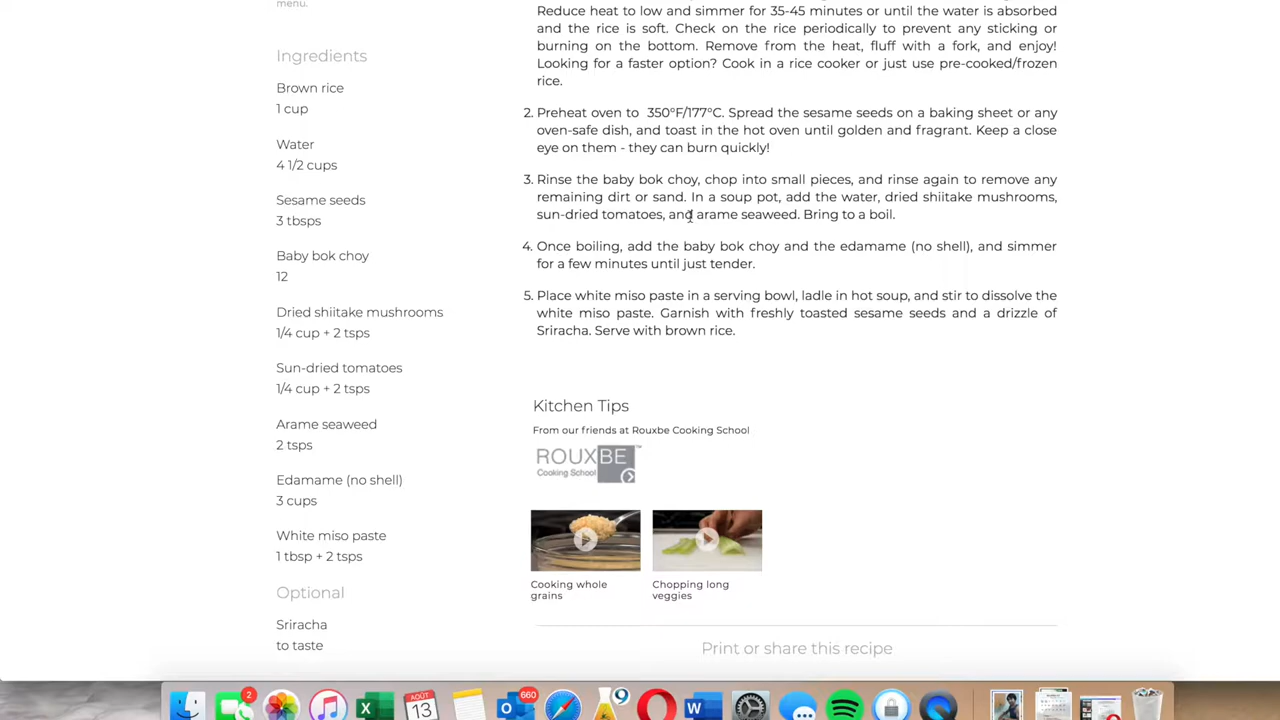 menu.
Ingredients
Brown rice
1 cup
Water
4 1/2 cups
Sesame seeds
3 tbsps
Baby bok choy
12
Dried shiitake mushrooms
1/4 cup + 2 tsps
Sun-dried tomatoes
1/4 cup + 2 tsps
Arame seaweed
2 tsps
Edamame (no shell)
3 cups
White miso paste
1 tbsp + 2 tsps
Optional
Sriracha
to taste
Reduce heat to low and simmer for 35-45 minutes or until the water is absorbed
and the rice is soft. Check on the rice periodically to prevent any sticking or
burning on the bottom. Remove from the heat, fluff with a fork, and enjoy!
Looking for a faster option? Cook in a rice cooker or just use pre-cooked/frozen
rice.
2. Preheat oven to 350°F/177°C. Spread the sesame seeds on a baking sheet or any
oven-safe dish, and toast in the hot oven until golden and fragrant. Keep a close
eye on them - they can burn quickly!
3. Rinse the baby bok choy, chop into small pieces, and rinse again to remove any
remaining dirt or sand. In a soup pot, add the water, dried shiitake mushrooms,
sun-dried tomatoes, and arame seaweed. Bring to a boil.
4. Once boiling, add the baby bok choy and the edamame (no shell), and simmer
for a few minutes until just tender.
5. Place white miso paste in a serving bowl, ladle in hot soup, and stir to dissolve the
white miso paste. Garnish with freshly toasted sesame seeds and a drizzle of
Sriracha. Serve with brown rice.
Kitchen Tips
From our friends at Rouxbe Cooking School
ROUXBE™
Cooking School
Cooking whole
grains
Chopping long
veggies
Print or share this recipe
2
AOÛT
13
660
W